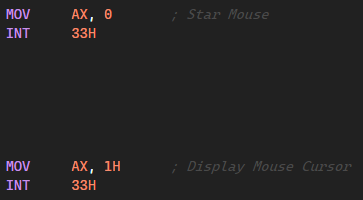 MOV     AX, 0       ; Star Mouse
INT     33H
MOV     AX, 1H      ; Display Mouse Cursor
INT     33H